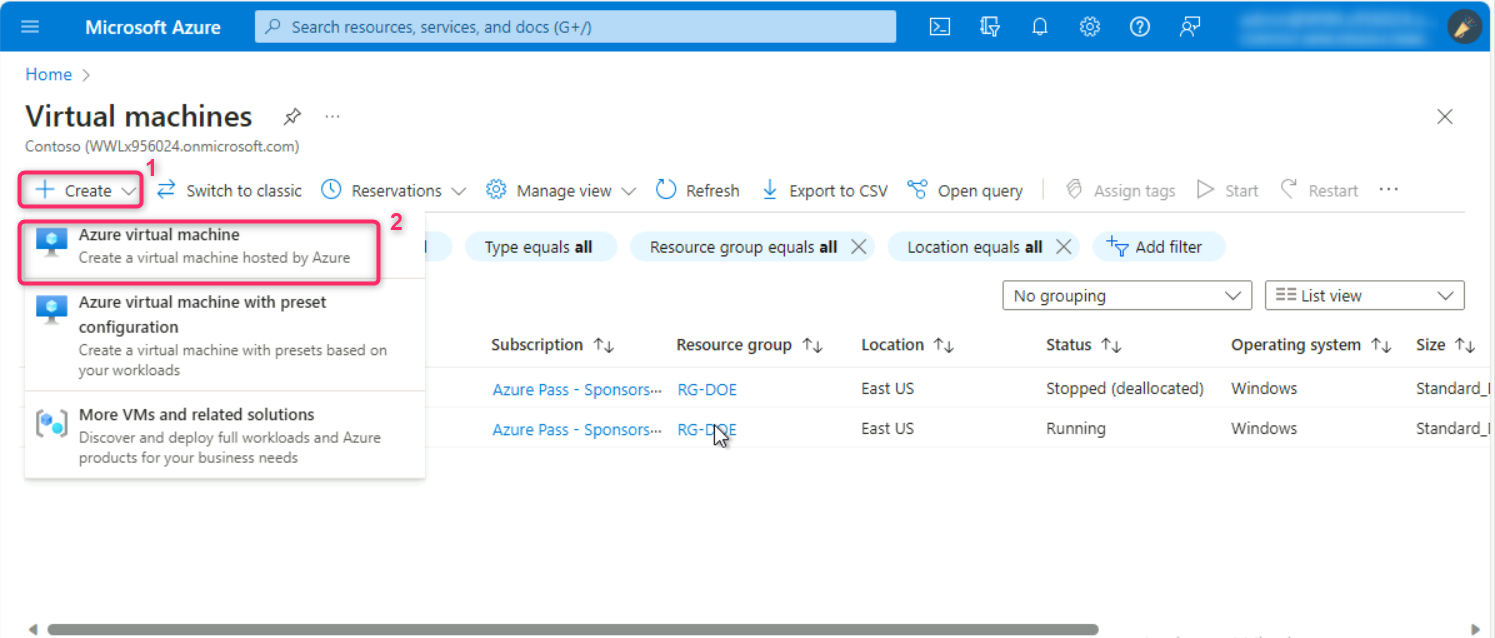 Microsoft Azure
Search resources, services, and docs (G+/)
Home
Virtual machines
Contoso (WWLx956024.onmicrosoft.com)
1
Create
Switch to classic
Reservations
Manage view
Refresh
Export to CSV
Open query
Assign tags
Start
Restart
2
Azure virtual machine
Create a virtual machine hosted by Azure
Azure virtual machine with preset
configuration
Create a virtual machine with presets based on
your workloads
More VMs and related solutions
Discover and deploy full workloads and Azure
products for your business needs
Type equals all
Resource group equals all
Location equals all
Add filter
No grouping
List view
Subscription
Resource group
Location
Status
Operating system
Size
Azure Pass - Sponsors···
RG-DOE
East US
Stopped (deallocated)
Windows
Standard_
Azure Pass - Sponsors···
RG-DOE
East US
Running
Windows
Standard_